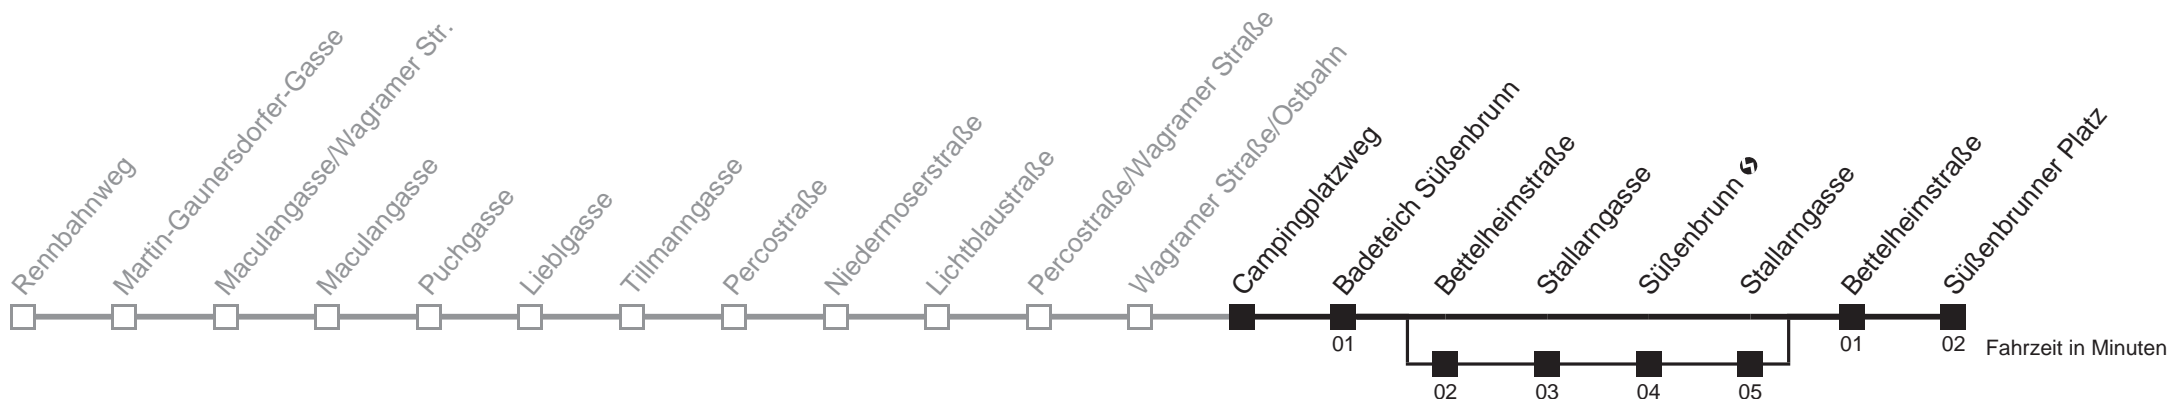 Rennbahnweg
Martin-Gaunersdorfer-Gasse
Maculangasse/Wagramer Str.
Maculangasse
Puchgasse
Lieblgasse
Tillmanngasse
Percostraße
Niedermoserstraße
Lichtblaustraße
Percostraße/Wagramer Straße
Wagramer Straße/Ostbahn
Campingplatzweg
Badeteich Süßenbrunn
Bettelheimstraße
Stallarngasse
Süßenbrunn
Stallarngasse
Bettelheimstraße
Süßenbrunner Platz
01
01
02
Fahrzeit in Minuten
02
03
04
05